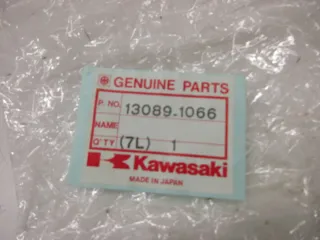 GENUINE PARTS
P. NO. 13089-1066
NAME
Q'TY (7L) 1
Kawasaki
MADE IN JAPAN